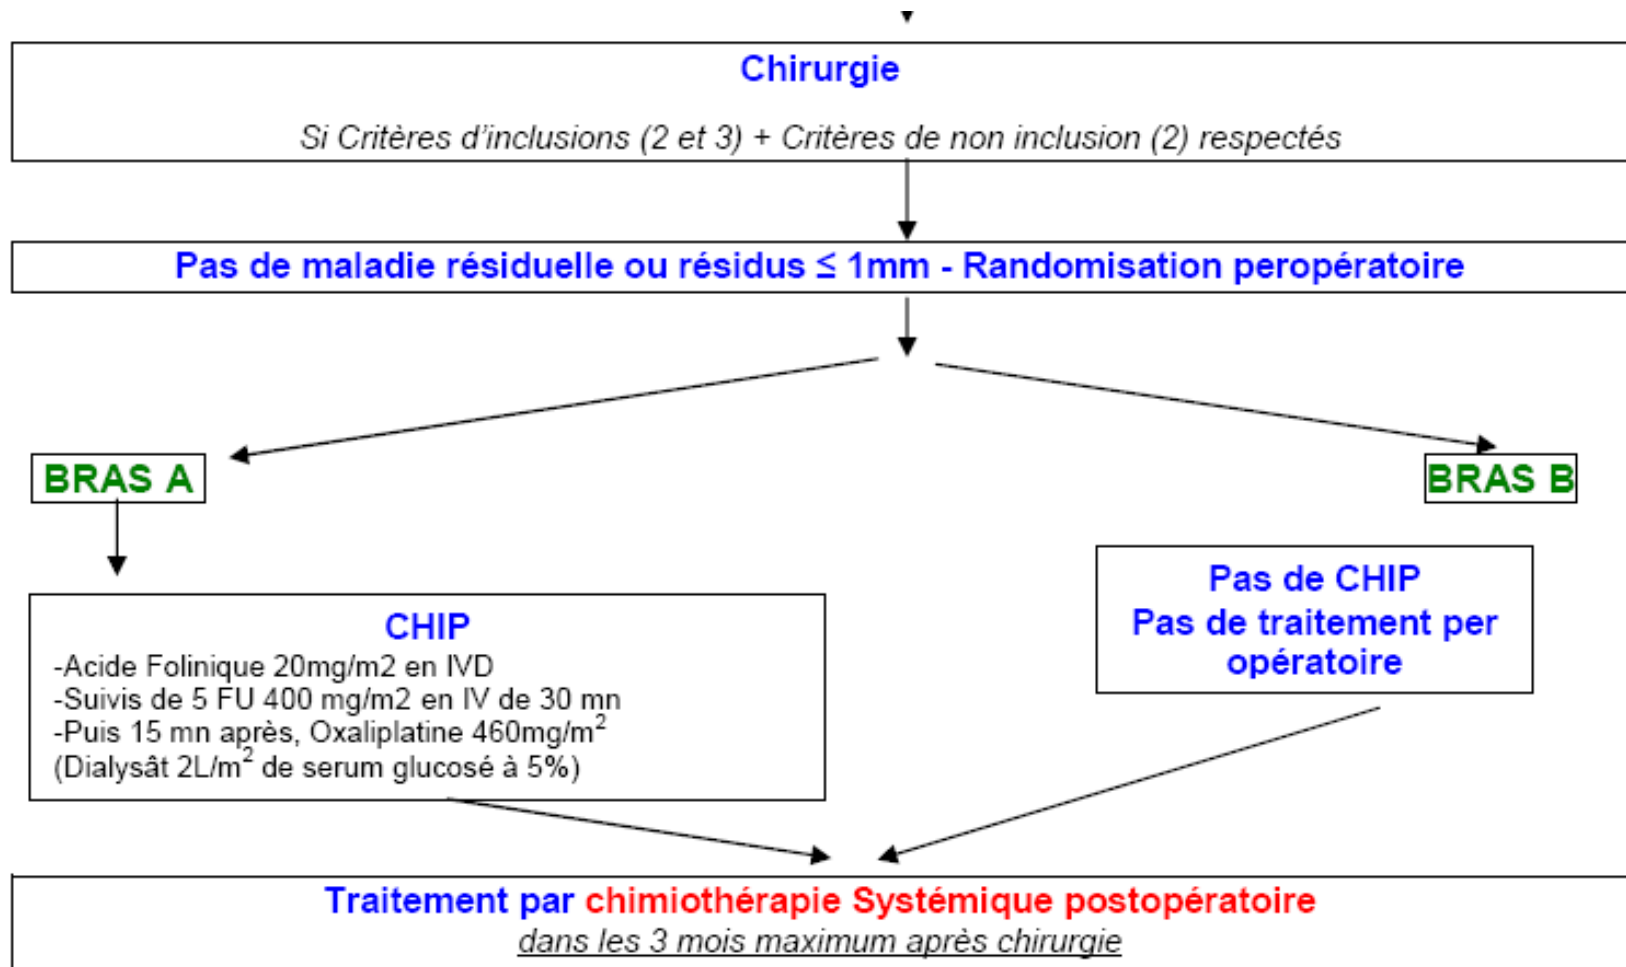 Chirurgie
Si Critères d'inclusions (2 et 3) + Critères de non inclusion (2) respectés
Pas de maladie résiduelle ou résidus ≤ 1mm - Randomisation peropératoire
BRAS A
BRAS B
CHIP
-Acide Folinique 20mg/m2 en IVD
-Suivis de 5 FU 400 mg/m2 en IV de 30 mn
-Puis 15 mn après, Oxaliplatine 460mg/m²
(Dialysât 2L/m² de serum glucosé à 5%)
Pas de CHIP
Pas de traitement per
opératoire
Traitement par chimiothérapie Systémique postopératoire
dans les 3 mois maximum après chirurgie